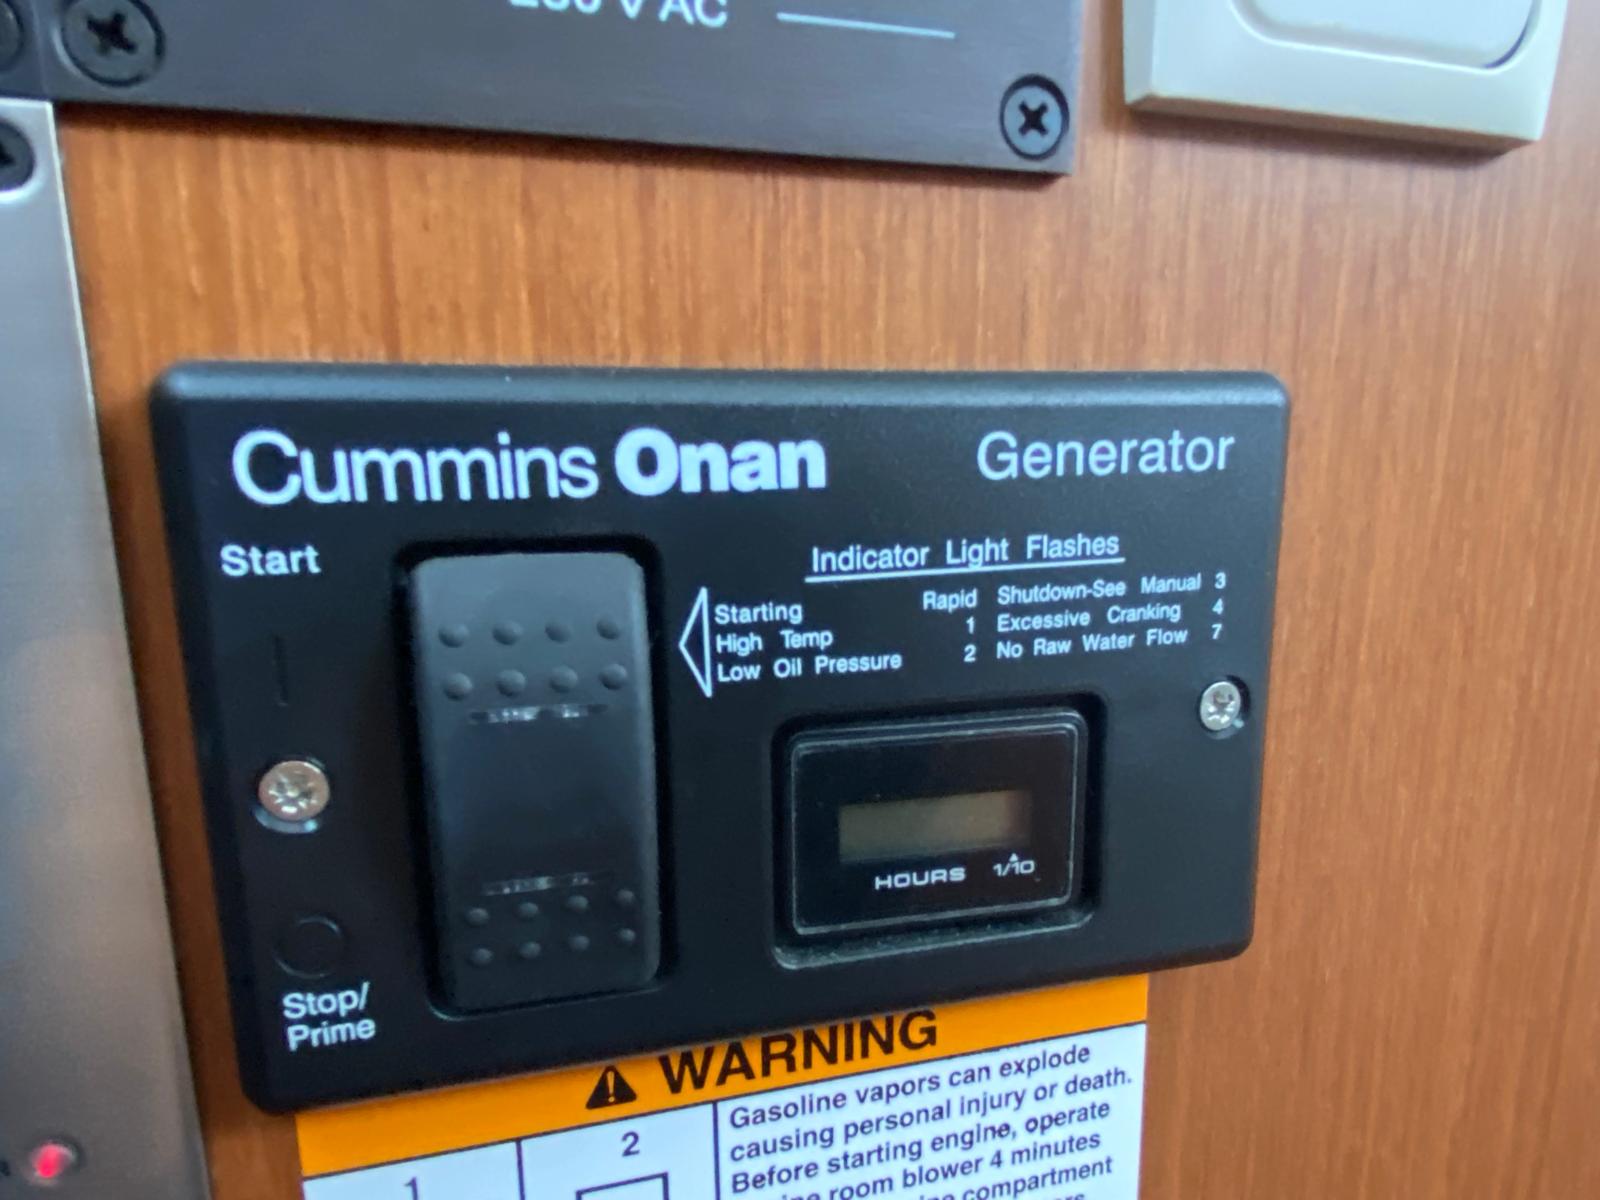 V AC
Cummins Onan Generator
Start
Indicator Light Flashes
Starting Rapid Shutdown-See Manual 3
High Temp 1 Excessive Cranking 4
Low Oil Pressure 2 No Raw Water Flow 7
HOURS 1/10
Stop/
Prime
WARNING
1
2
Gasoline vapors can explode
causing personal injury or death.
Before starting engine, operate
room blower 4 minutes
compartment